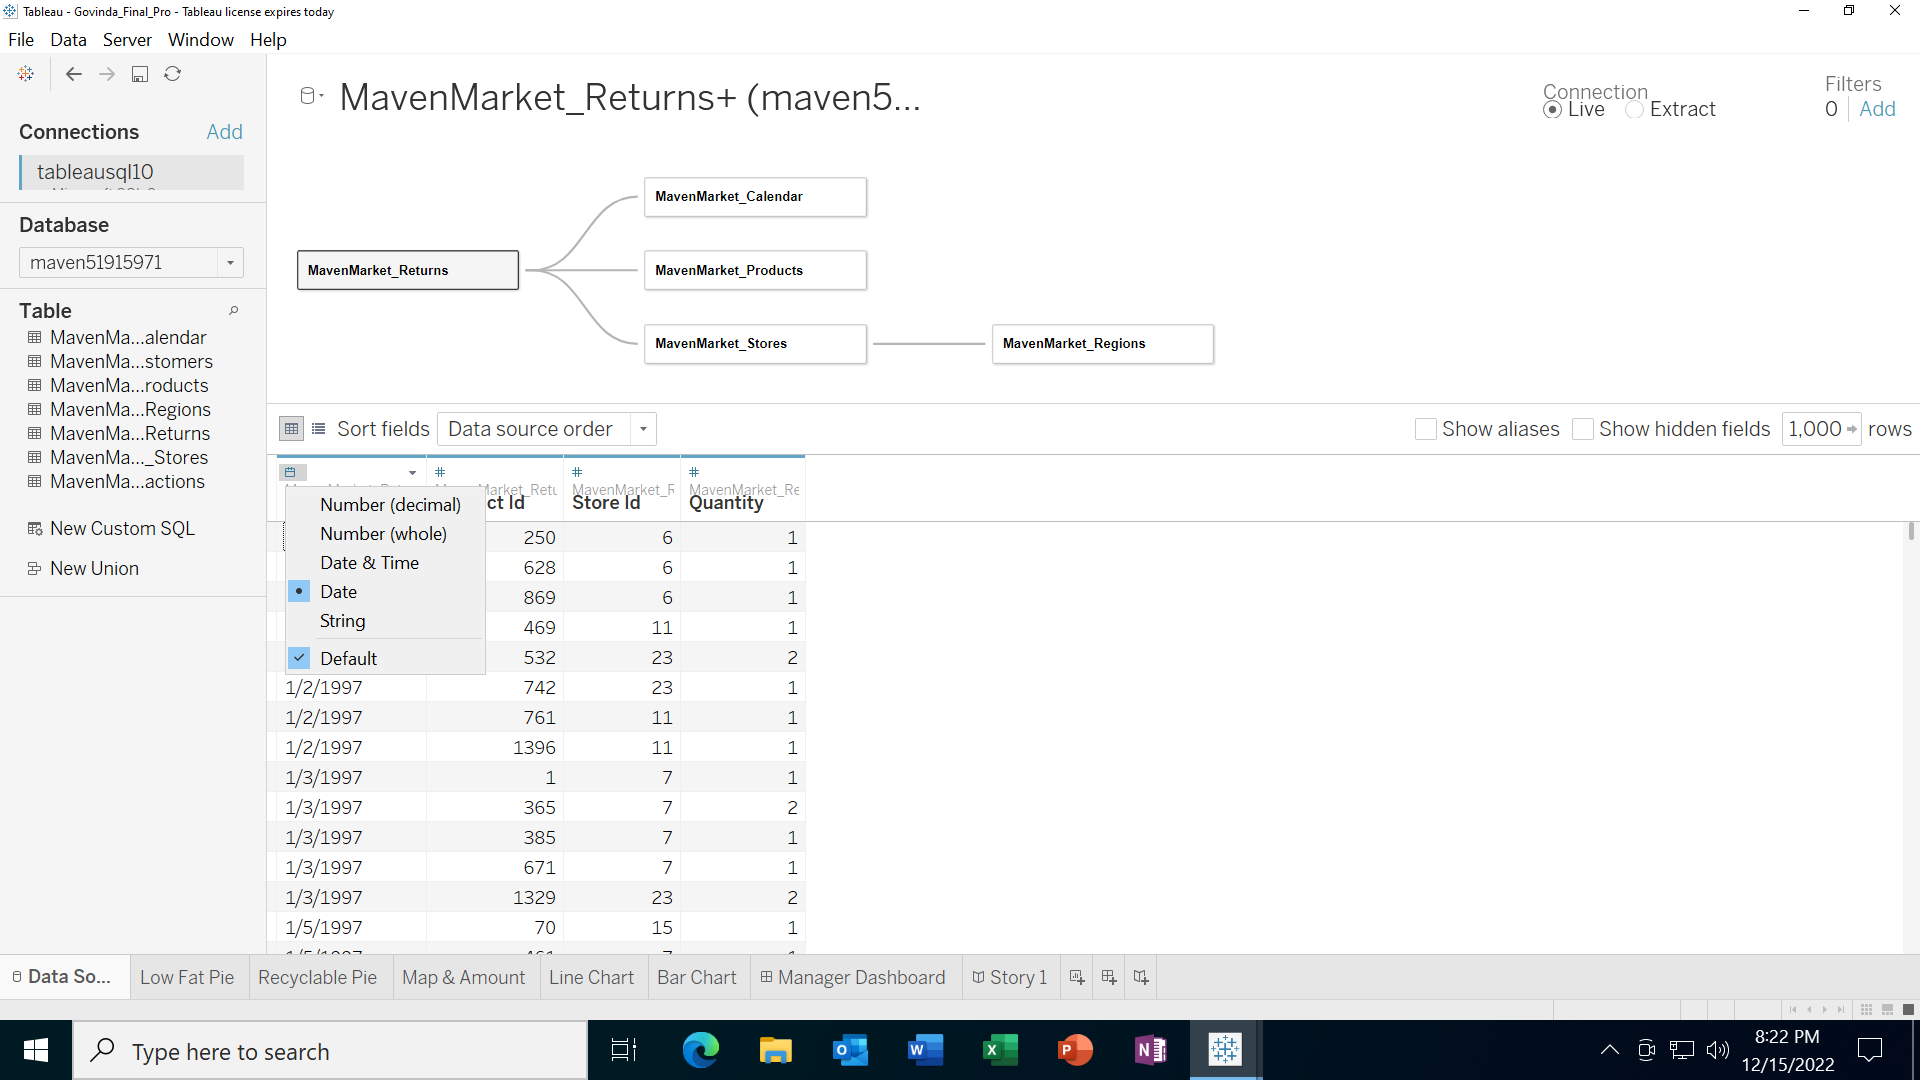 Tableau - Govinda_Final_Pro - Tableau license expires today
File Data Server Window Help
Connections Add
tableausql10
Database
maven51915971
Table
MavenMa...alendar
MavenMa...stomers
MavenMa...roducts
MavenMa...Regions
MavenMa...Returns
MavenMa..._Stores
MavenMa...actions
New Custom SQL
New Union
MavenMarket_Returns+ (maven5...
Connection
Live Extract
Filters
0 Add
MavenMarket_Calendar
MavenMarket_Returns
MavenMarket_Products
MavenMarket_Stores
MavenMarket_Regions
Sort fields Data source order
Show aliases Show hidden fields 1,000 rows
Market_Retu MavenMarket_R MavenMarket_Re
ct Id Store Id Quantity
Number (decimal)
Number (whole)
Date & Time
Date
String
Default
250 6 1
628 6 1
869 6 1
469 11 1
532 23 2
1/2/1997 742 23 1
1/2/1997 761 11 1
1/2/1997 1396 11 1
1/3/1997 1 7 1
1/3/1997 365 7 2
1/3/1997 385 7 1
1/3/1997 671 7 1
1/3/1997 1329 23 2
1/5/1997 70 15 1
Data So... Low Fat Pie Recyclable Pie Map & Amount Line Chart Bar Chart Manager Dashboard Story 1
Type here to search
8:22 PM
12/15/2022